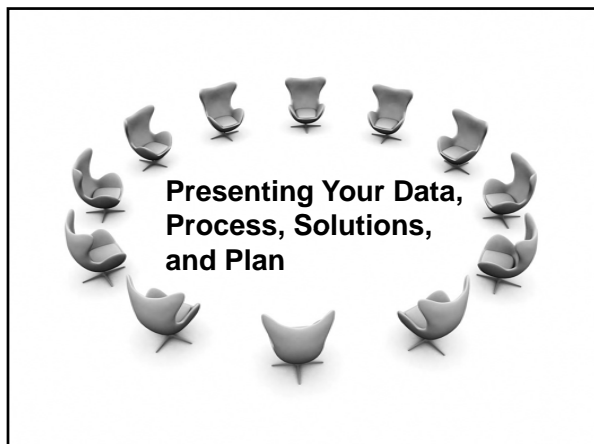 Presenting Your Data,
Process, Solutions,
and Plan